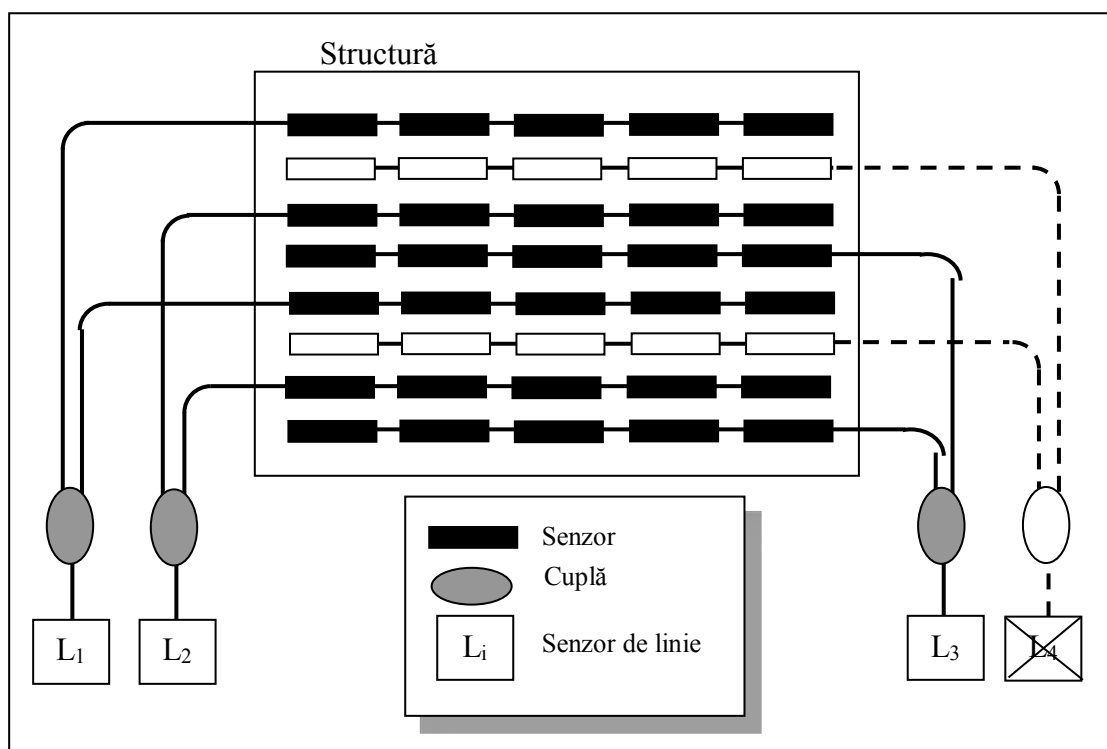 Structură
Senzor
Cuplă
Lᵢ Senzor de linie
L₁ L₂ L₃ L₄